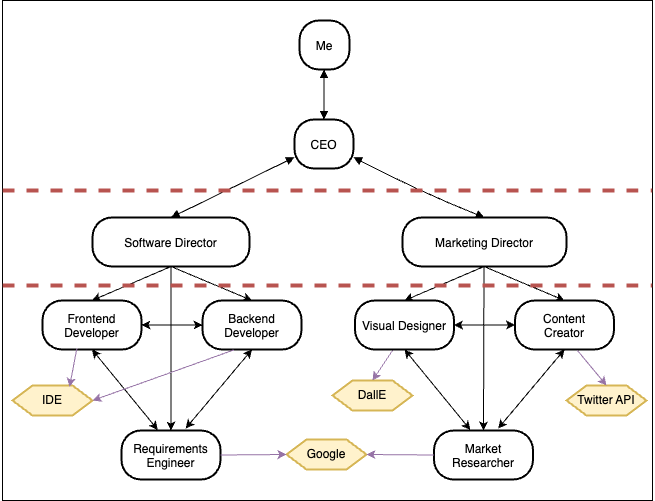 Me
CEO
Software Director
Marketing Director
Frontend
Developer
Backend
Developer
Visual Designer
Content
Creator
IDE
DallE
Twitter API
Requirements
Engineer
Google
Market
Researcher